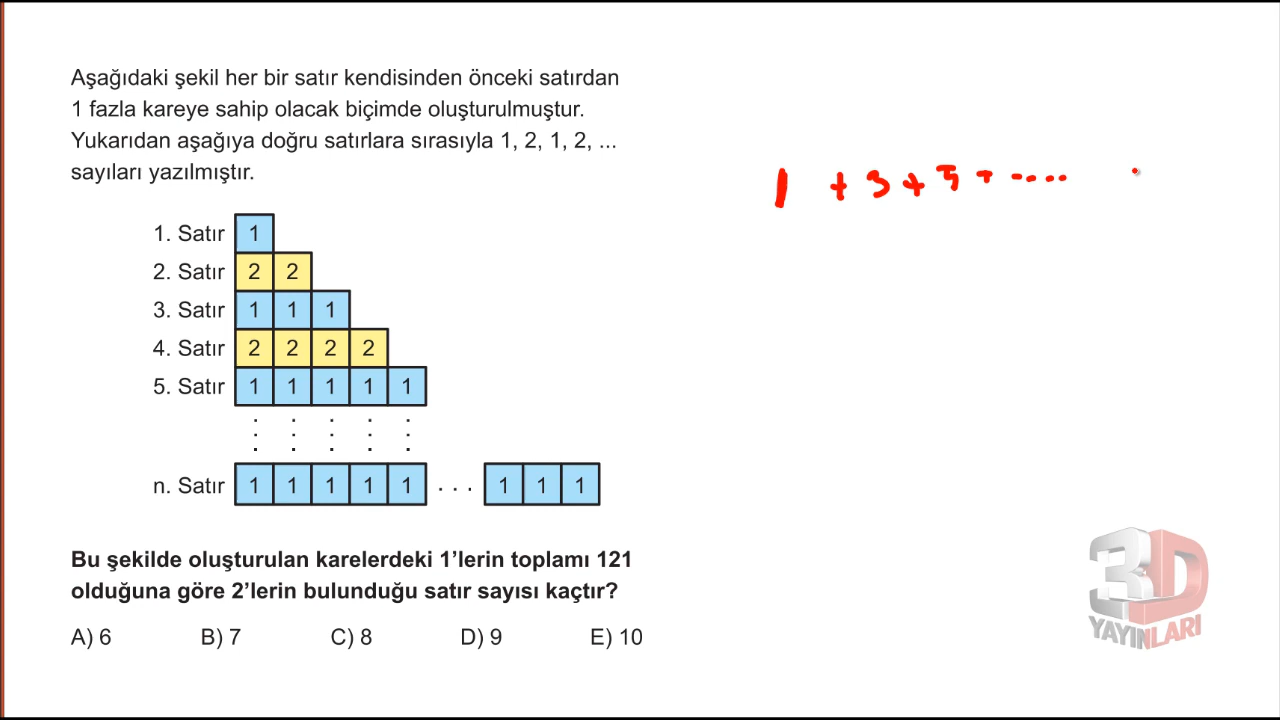 Aşağıdaki şekil her bir satır kendisinden önceki satırdan
1 fazla kareye sahip olacak biçimde oluşturulmuştur.
Yukarıdan aşağıya doğru satırlara sırasıyla 1, 2, 1, 2, ...
sayıları yazılmıştır.
1 + 3 + 5 + ....
1. Satır 1
2. Satır 2 2
3. Satır 1 1 1
4. Satır 2 2 2 2
5. Satır 1 1 1 1 1
n. Satır 1 1 1 1 1 . . . 1 1 1
Bu şekilde oluşturulan karelerdeki 1'lerin toplamı 121
olduğuna göre 2'lerin bulunduğu satır sayısı kaçtır?
A) 6 B) 7 C) 8 D) 9 E) 10
3D
YAYINLARI